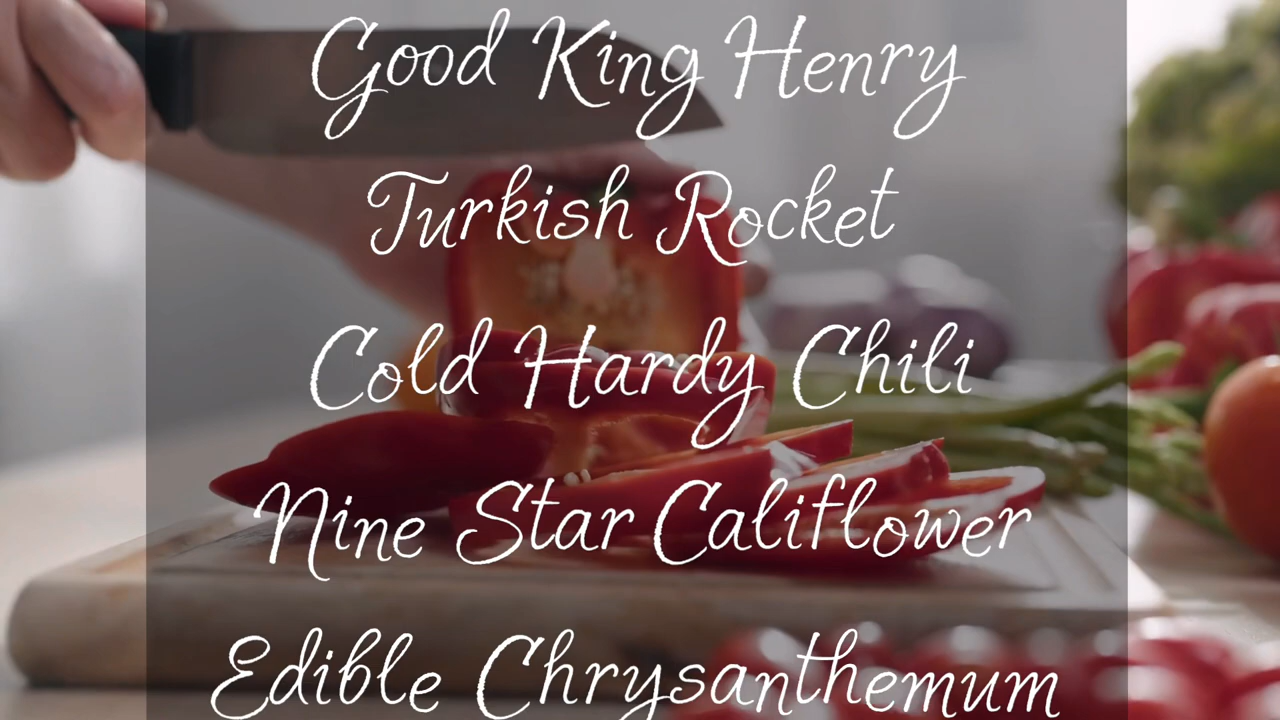 Good King Henry
Turkish Rocket
Cold Hardy Chili
Nine Star Califlower
Edible Chrysanthemum